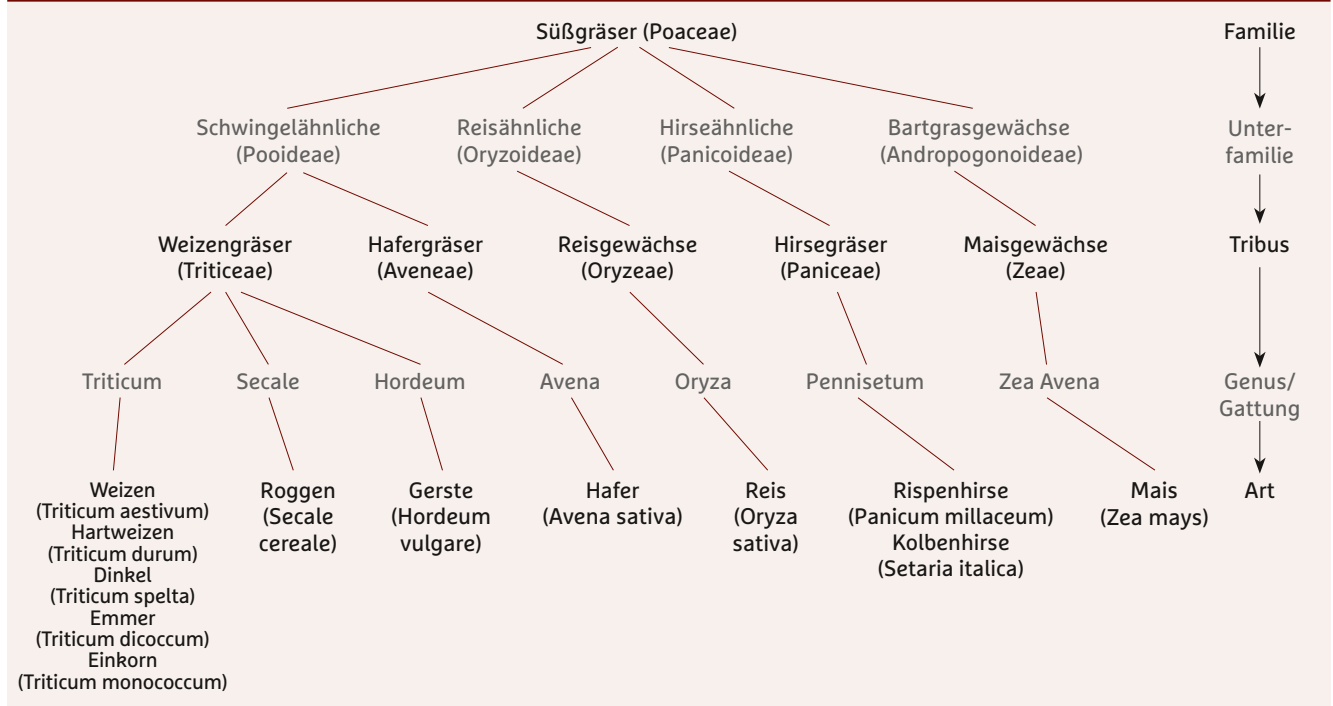 Süßgräser (Poaceae) Familie
Schwingelähnliche Reisähnliche Hirseähnliche Bartgrasgewächse Unter-
(Pooideae) (Oryzoideae) (Panicoideae) (Andropogonoideae) familie
Weizengräser Hafergräser Reisgewächse Hirsegräser Maisgewächse Tribus
(Triticeae) (Aveneae) (Oryzeae) (Paniceae) (Zeae)
Triticum Secale Hordeum Avena Oryza Pennisetum Zea Avena Genus/
Gattung
Weizen
(Triticum aestivum)
Hartweizen
(Triticum durum)
Dinkel
(Triticum spelta)
Emmer
(Triticum dicoccum)
Einkorn
(Triticum monococcum)
Roggen
(Secale
cereale)
Gerste
(Hordeum
vulgare)
Hafer
(Avena sativa)
Reis
(Oryza
sativa)
Rispenhirse
(Panicum millaceum)
Kolbenhirse
(Setaria italica)
Mais
(Zea mays)
Art